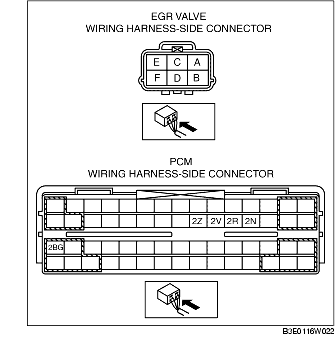 EGR VALVE
WIRING HARNESS-SIDE CONNECTOR
E C A
F D B
PCM
WIRING HARNESS-SIDE CONNECTOR
2Z 2V 2R 2N
2BG
B3E0116W022